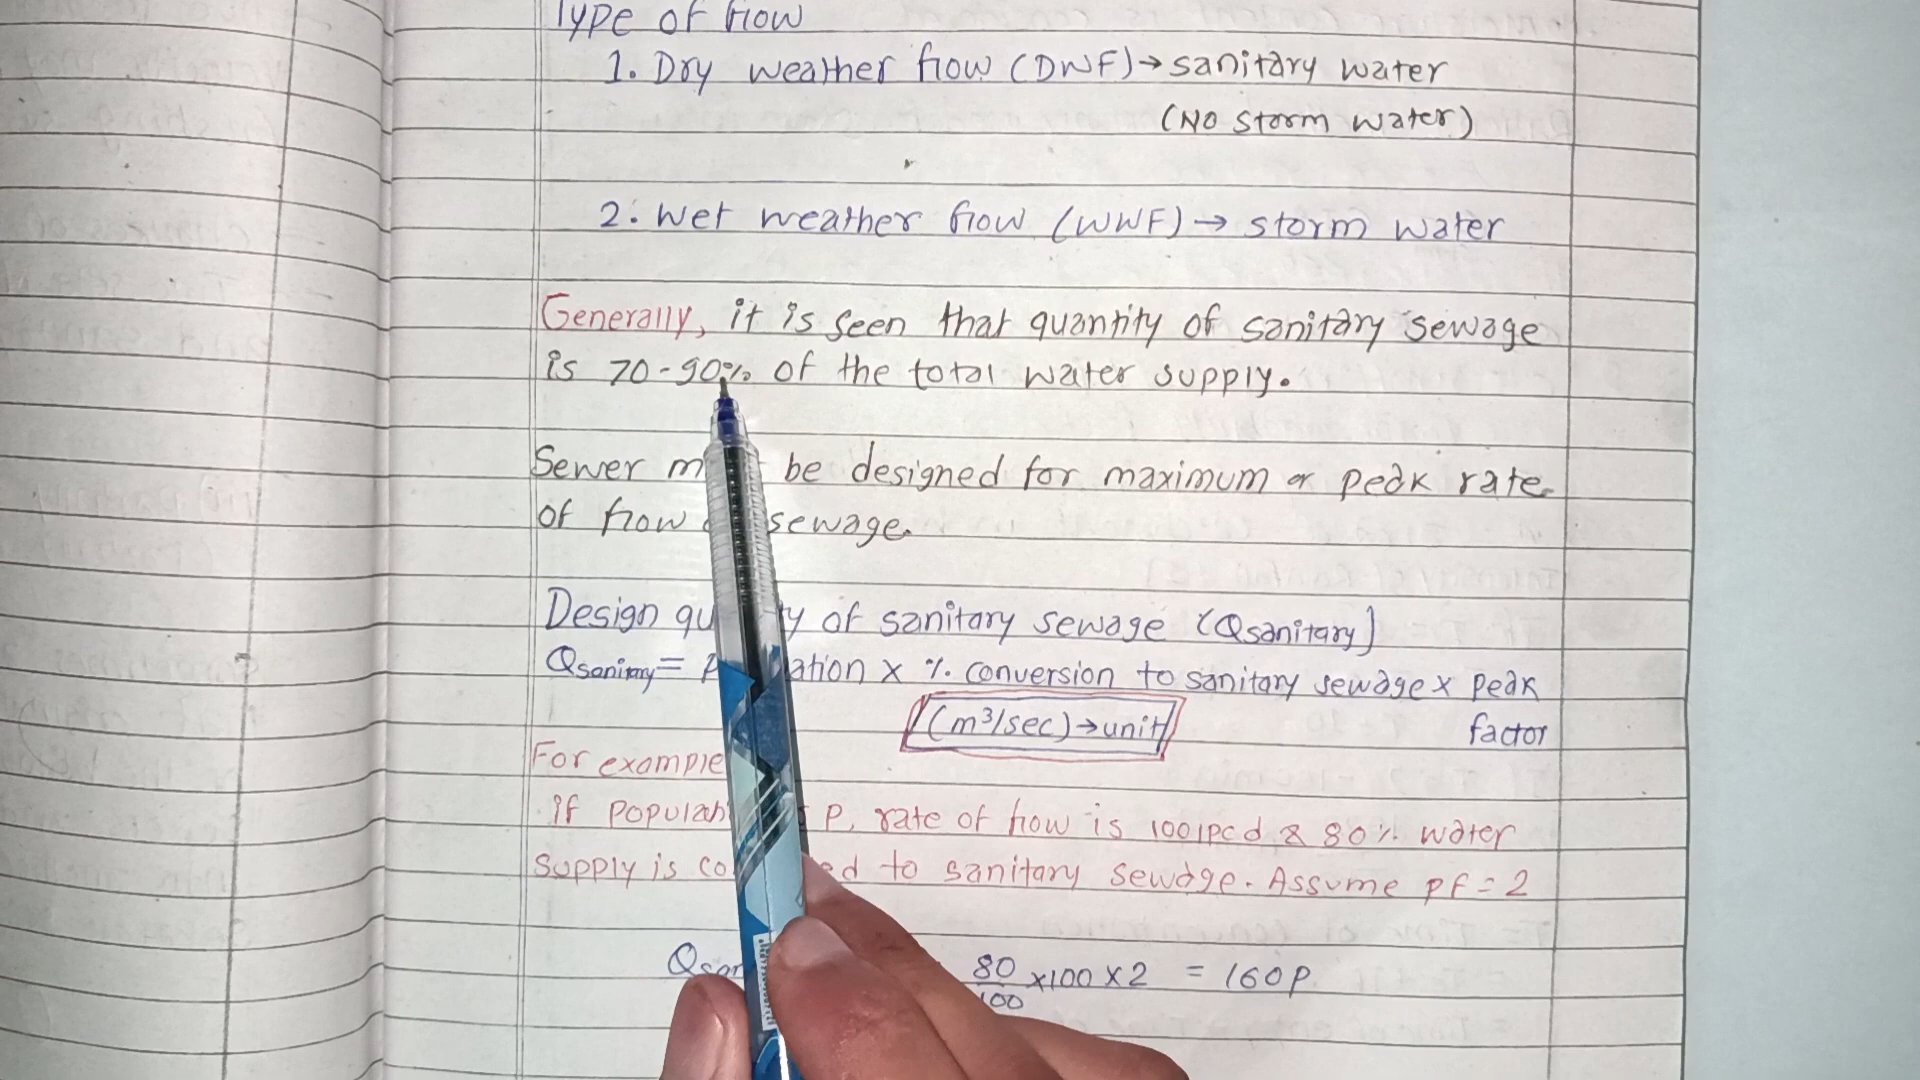 Type of flow
1. Dry weather flow (DWF) → sanitary water
(No storm water)
2. Wet weather flow (WWF) → storm water
Generally, it is seen that quantity of sanitary sewage
is 70-90% of the total water supply.
Sewer be designed for maximum or peak rate
of flow sewage.
Design of sanitary sewage (Qsanitary)
Qsanitary = x % conversion to sanitary sewage x peak
(m³/sec) → unit
factor
For example
if P, rate of flow is 100lpcd & 80% water
supply is to sanitary sewage. Assume pf = 2
80/100 x 100 x 2 = 160P